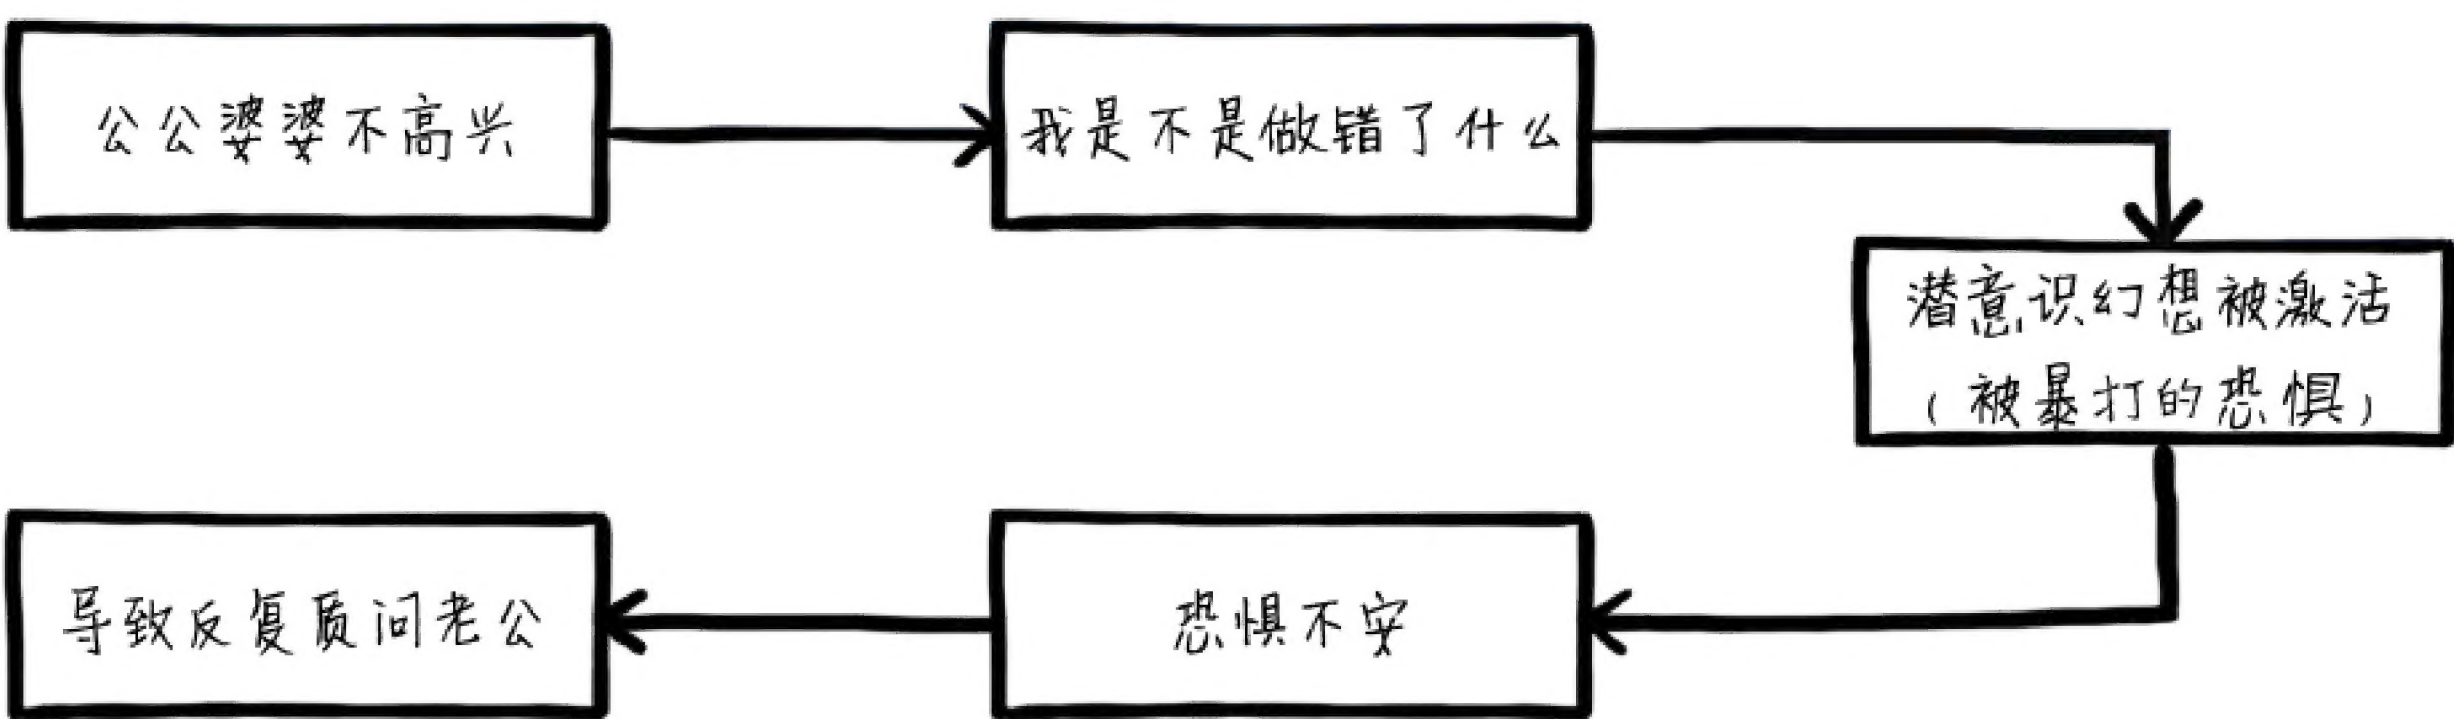 公公婆婆不高兴
我是不是做错了什么
潜意识幻想被激活
（被暴打的恐惧）
恐惧不安
导致反复质问老公